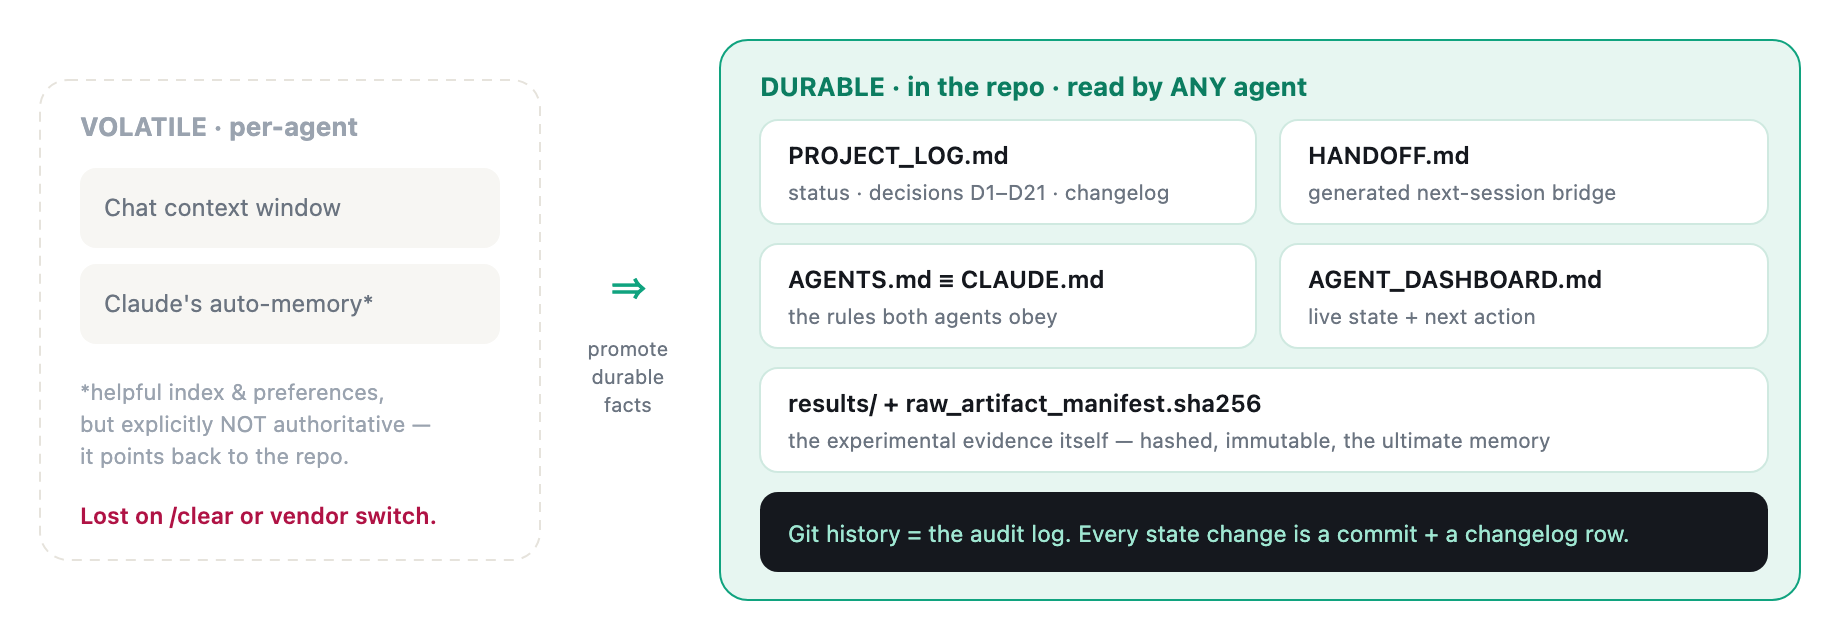 VOLATILE · per-agent
Chat context window
Claude's auto-memory*
*helpful index & preferences,
but explicitly NOT authoritative —
it points back to the repo.
Lost on /clear or vendor switch.
⇒
promote
durable
facts
DURABLE · in the repo · read by ANY agent
PROJECT_LOG.md
status · decisions D1–D21 · changelog
HANDOFF.md
generated next-session bridge
AGENTS.md ≡ CLAUDE.md
the rules both agents obey
AGENT_DASHBOARD.md
live state + next action
results/ + raw_artifact_manifest.sha256
the experimental evidence itself — hashed, immutable, the ultimate memory
Git history = the audit log. Every state change is a commit + a changelog row.